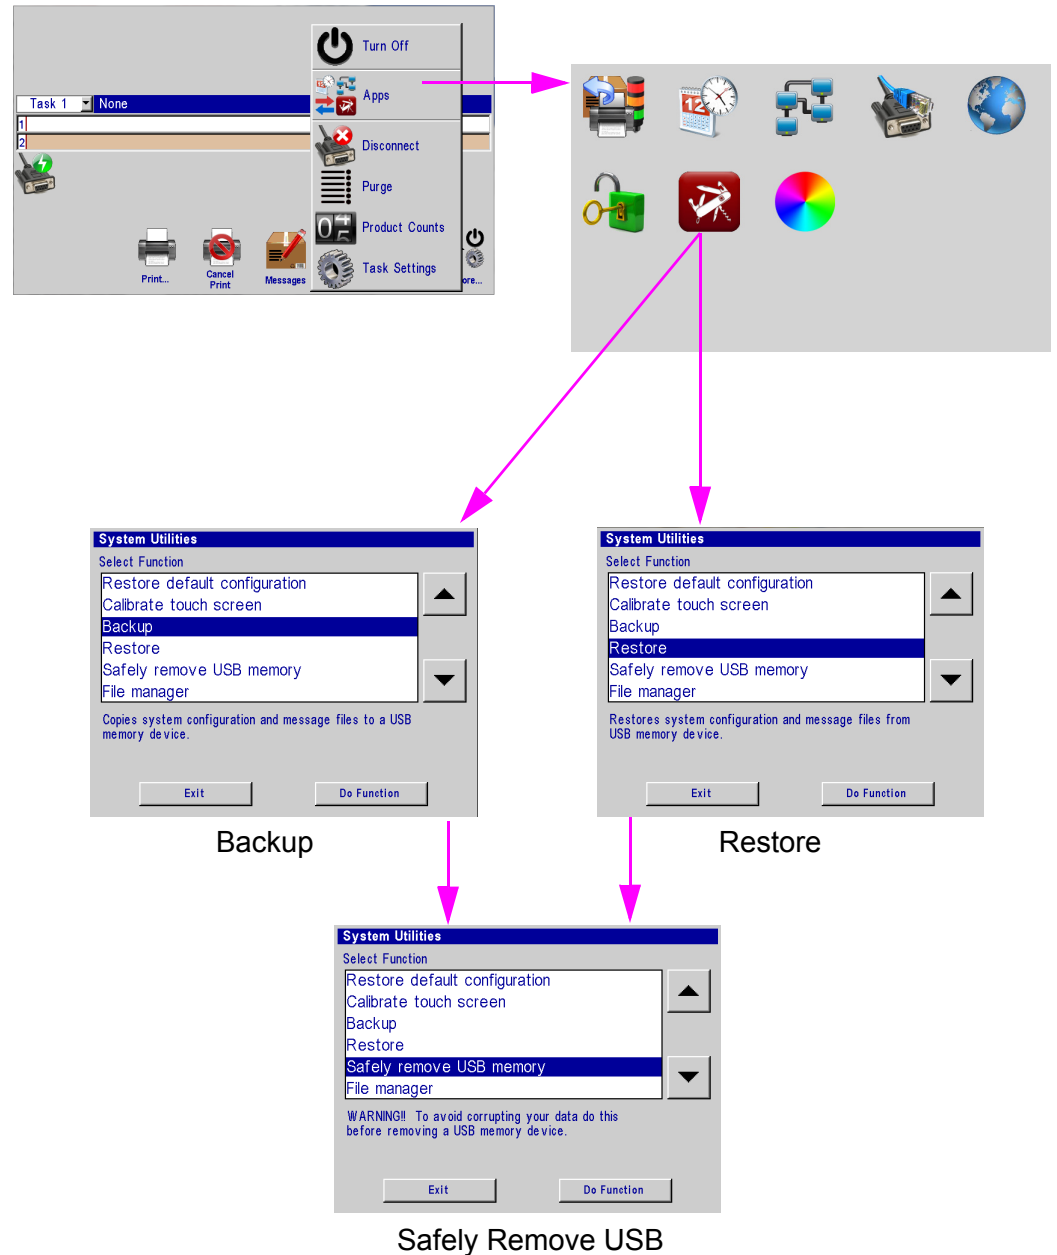 Turn Off
Apps
Task 1 None
1
2
Disconnect
Purge
Product Counts
Task Settings
Print...
Cancel
Print
Messages
ore...
12
System Utilities
Select Function
Restore default configuration
Calibrate touch screen
Backup
Restore
Safely remove USB memory
File manager
Copies system configuration and message files to a USB
memory device.
Exit Do Function
Backup
System Utilities
Select Function
Restore default configuration
Calibrate touch screen
Backup
Restore
Safely remove USB memory
File manager
Restores system configuration and message files from
USB memory device.
Exit Do Function
Restore
System Utilities
Select Function
Restore default configuration
Calibrate touch screen
Backup
Restore
Safely remove USB memory
File manager
WARNING!! To avoid corrupting your data do this
before removing a USB memory device.
Exit Do Function
Safely Remove USB